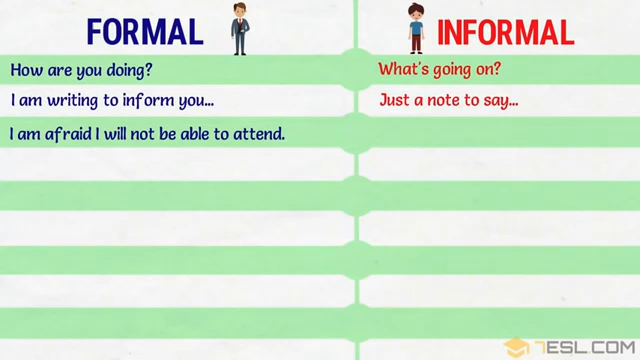 FORMAL INFORMAL
How are you doing? What's going on?
I am writing to inform you... Just a note to say...
I am afraid I will not be able to attend.
7ESL.COM